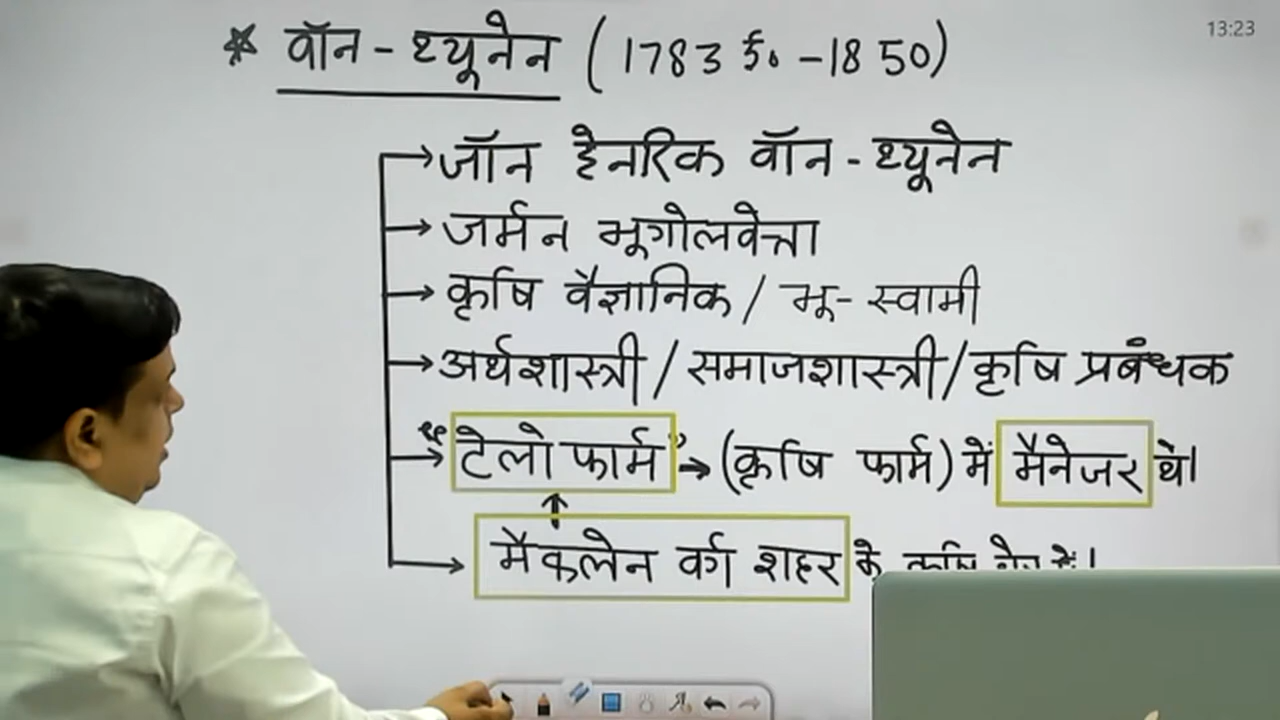 13:23
* वॉन - थ्यूनेन ( 1783 ई० - 1850)
→ जॉन हेनरिक वॉन - थ्यूनेन
→ जर्मन भूगोलवेत्ता
→ कृषि वैज्ञानिक / भू - स्वामी
→ अर्थशास्त्री / समाजशास्त्री / कृषि प्रबंधक
→ “टेलो फार्म” → (कृषि फार्म) में मैनेजर थे।
→ मैकलेन वर्ग शहर के कृषि